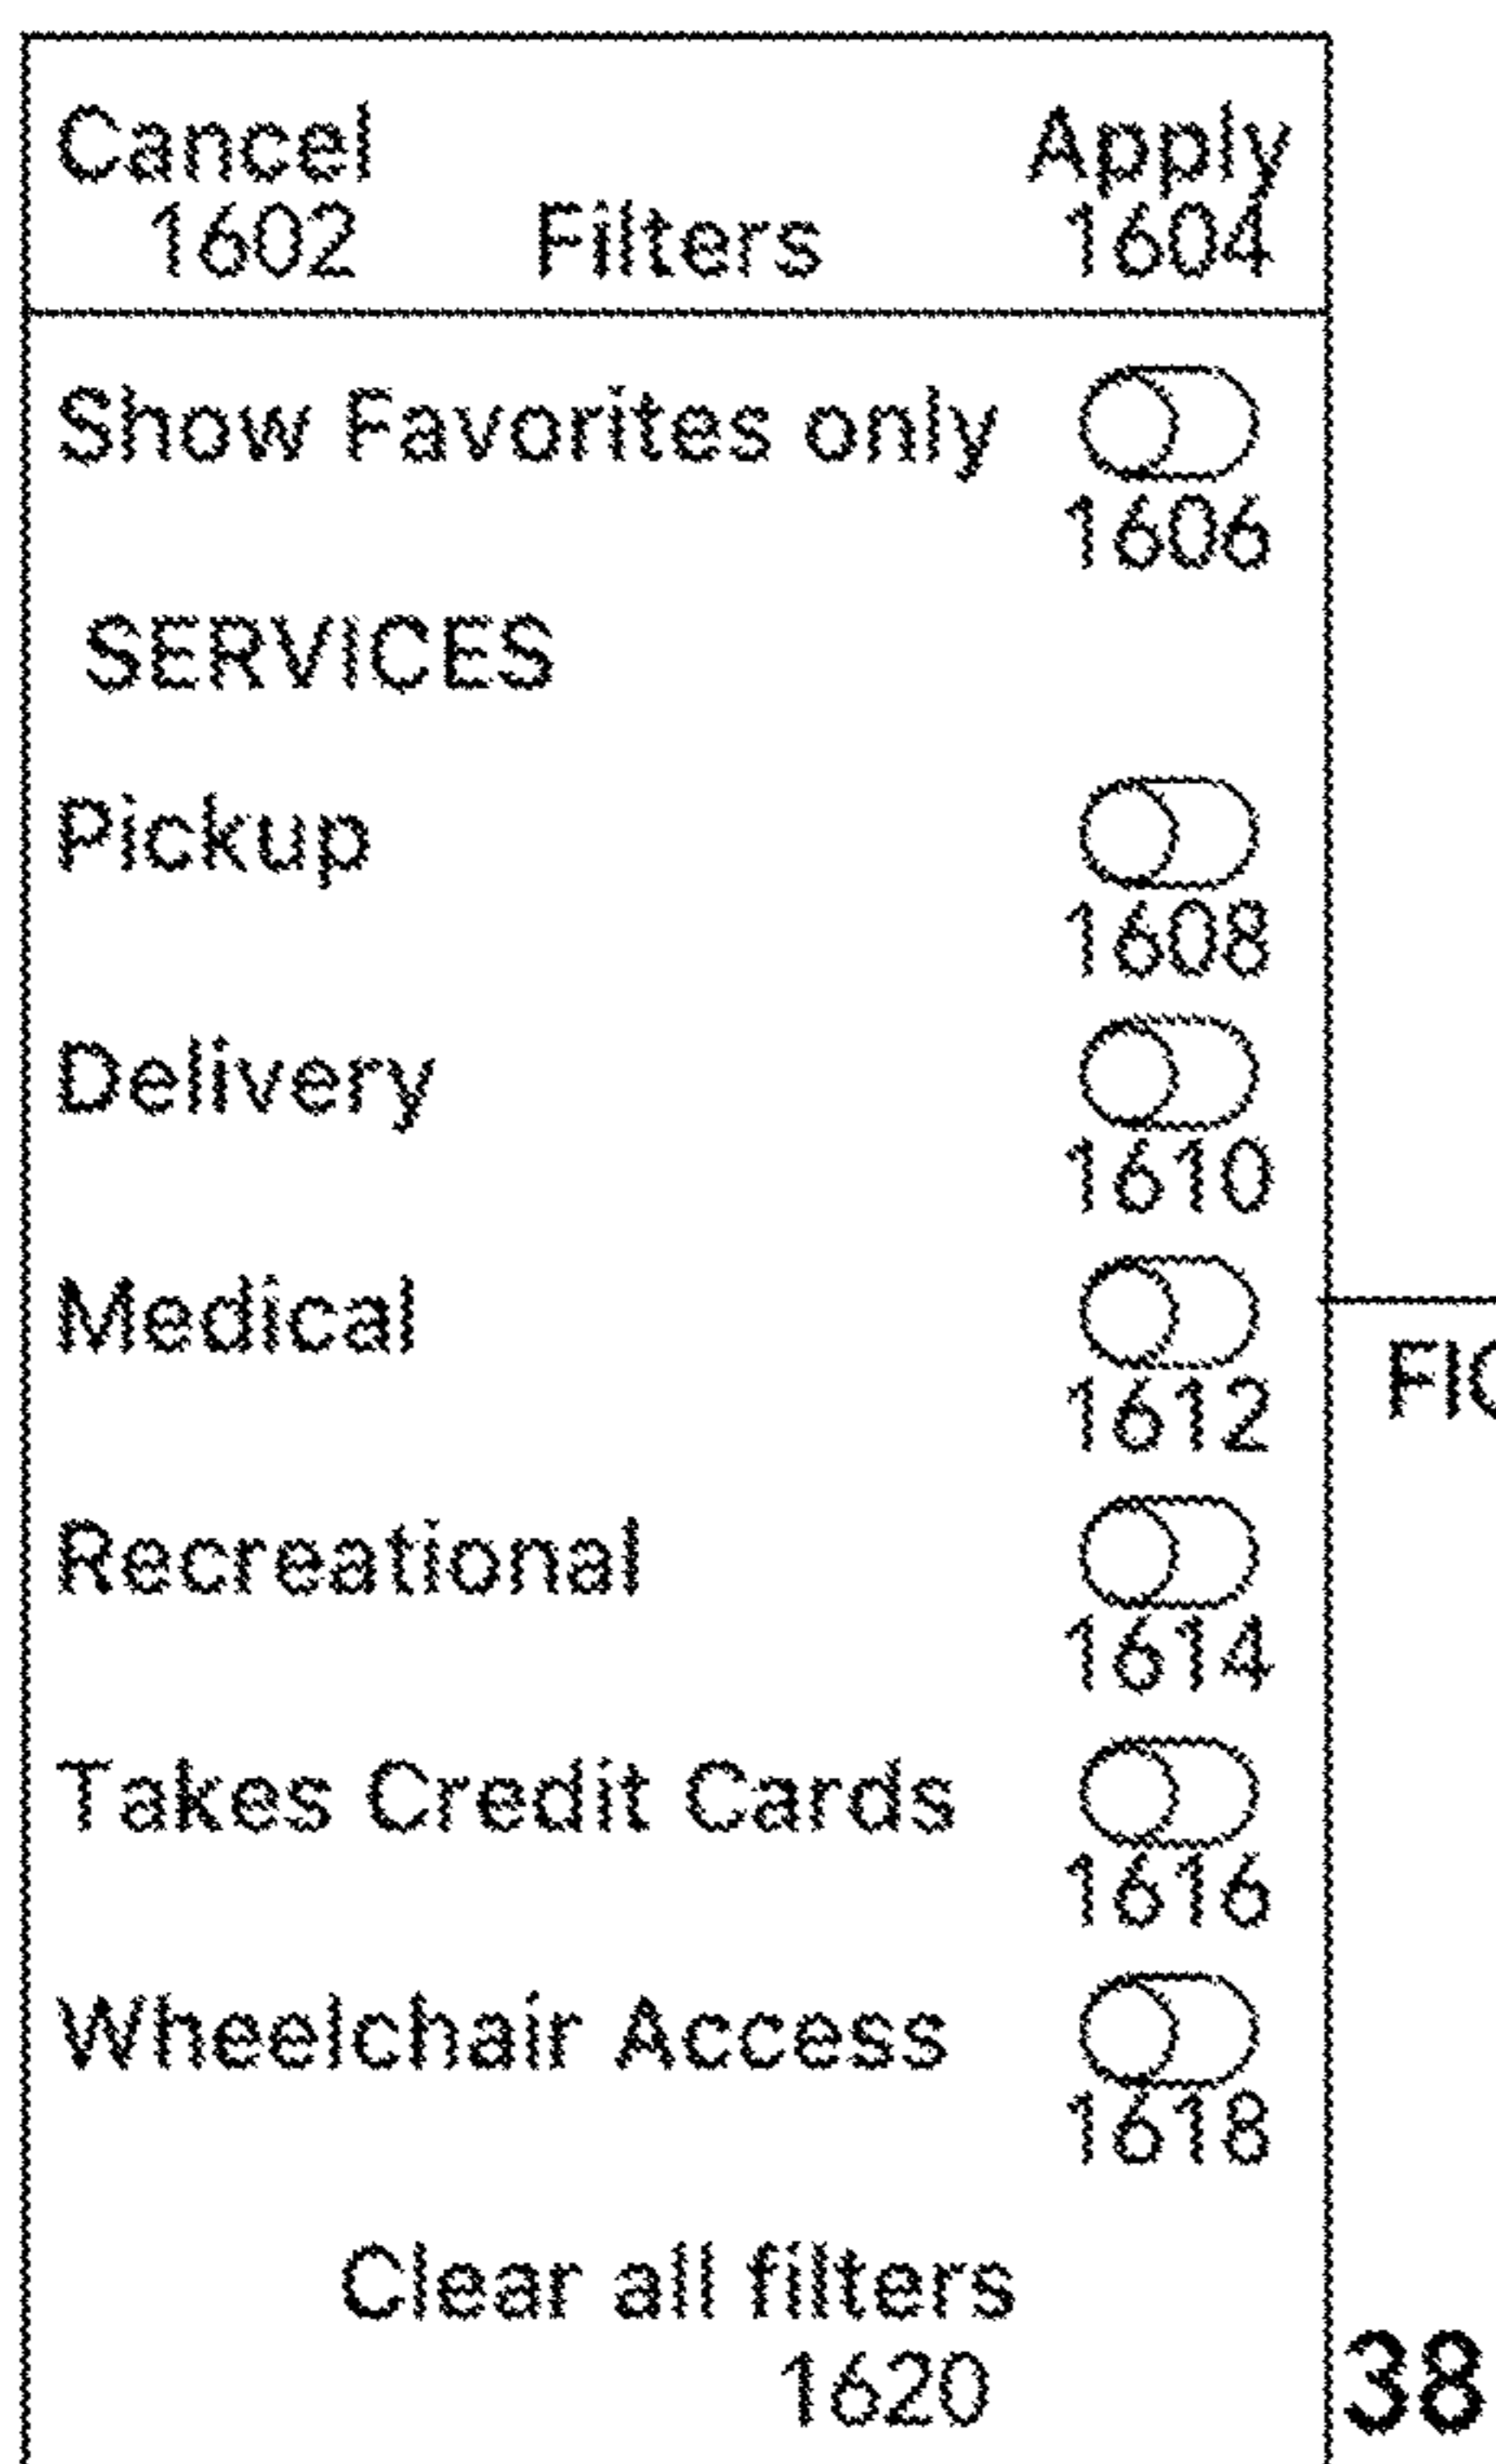 Cancel Apply
1602 Filters 1604
Show Favorites only
1606
SERVICES
Pickup
1608
Delivery
1610
Medical
1612
FIG
Recreational
1614
Takes Credit Cards
1616
Wheelchair Access
1618
Clear all filters
1620
38